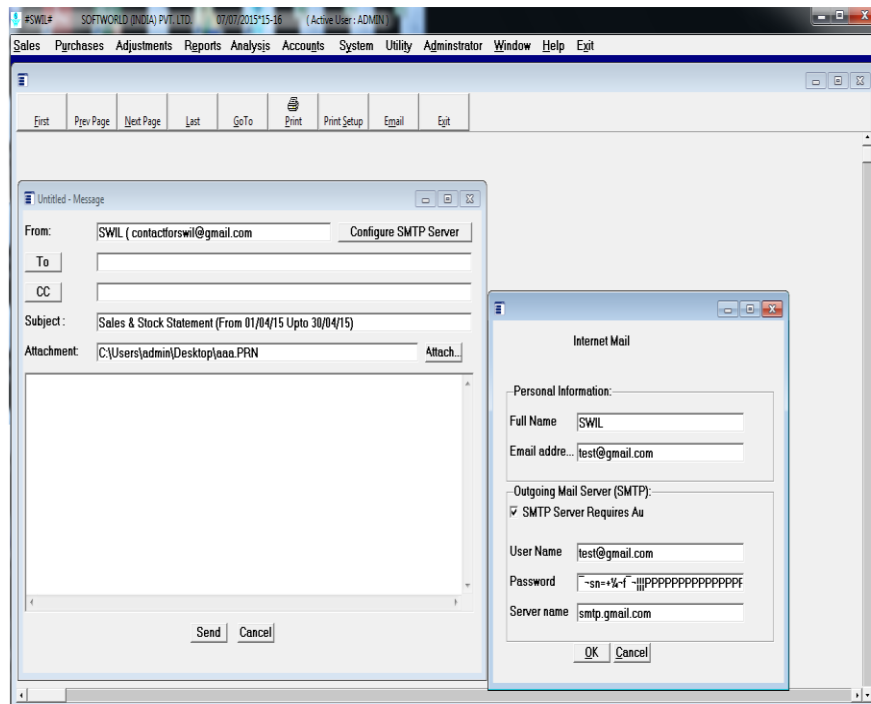 #SWIL# SOFTWORLD (INDIA) PVT. LTD. 07/07/2015*15-16 ( Active User : ADMIN )
Sales Purchases Adjustments Reports Analysis Accounts System Utility Adminstrator Window Help Exit
First Prev Page Next Page Last GoTo Print Print Setup Email Exit
Untitled - Message
From: SWIL ( contactforswil@gmail.com Configure SMTP Server
To
CC
Subject : Sales & Stock Statement (From 01/04/15 Upto 30/04/15)
Attachment: C:\Users\admin\Desktop\aaa.PRN Attach...
Send Cancel
Internet Mail
Personal Information:
Full Name SWIL
Email addre... test@gmail.com
Outgoing Mail Server (SMTP):
SMTP Server Requires Au
User Name test@gmail.com
Password
Server name smtp.gmail.com
OK Cancel